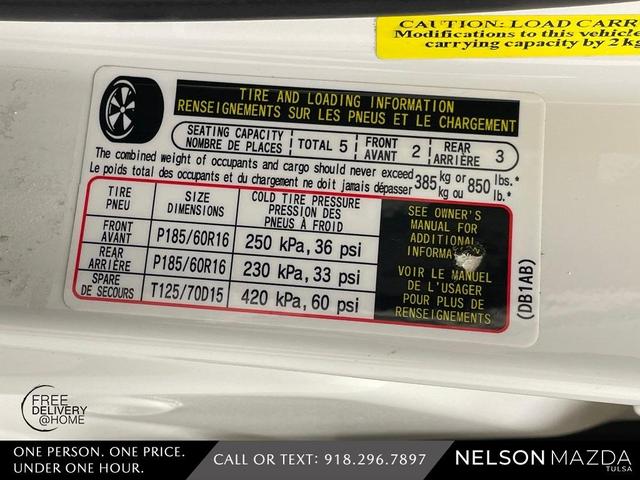 CAUTION: LOAD CARR
Modifications to this vehicle
carrying capacity by 2 kg
TIRE AND LOADING INFORMATION
RENSEIGNEMENTS SUR LES PNEUS ET LE CHARGEMENT
SEATING CAPACITY
NOMBRE DE PLACES
TOTAL 5
FRONT
AVANT 2
REAR
ARRIÈRE 3
The combined weight of occupants and cargo should never exceed 385 kg or 850 lbs.*
Le poids total des occupants et du chargement ne doit jamais dépasser kg ou lb.*
TIRE
PNEU
SIZE
DIMENSIONS
COLD TIRE PRESSURE
PRESSION DES
PNEUS À FROID
FRONT
AVANT
P185/60R16
250 kPa, 36 psi
REAR
ARRIÈRE
P185/60R16
230 kPa, 33 psi
SPARE
DE SECOURS
T125/70D15
420 kPa, 60 psi
SEE OWNER'S
MANUAL FOR
ADDITIONAL
INFORMA
VOIR LE MANUEL
DE L'USAGER
POUR PLUS DE
RENSEIGNEMENTS
(DB1AB)
FREE
DELIVERY
@HOME
ONE PERSON. ONE PRICE.
UNDER ONE HOUR.
CALL OR TEXT: 918.296.7897
NELSON MAZDA
TULSA